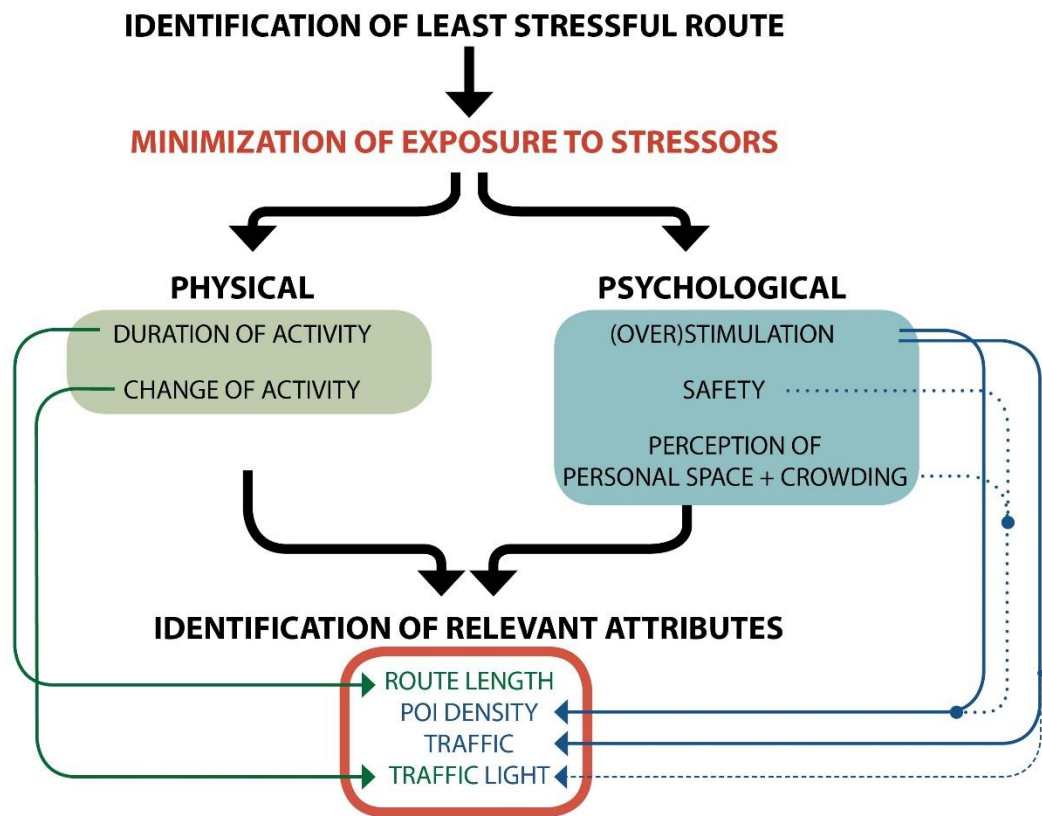 IDENTIFICATION OF LEAST STRESSFUL ROUTE
MINIMIZATION OF EXPOSURE TO STRESSORS
PHYSICAL
DURATION OF ACTIVITY
CHANGE OF ACTIVITY
PSYCHOLOGICAL
(OVER)STIMULATION
SAFETY
PERCEPTION OF
PERSONAL SPACE + CROWDING
IDENTIFICATION OF RELEVANT ATTRIBUTES
ROUTE LENGTH
POI DENSITY
TRAFFIC
TRAFFIC LIGHT